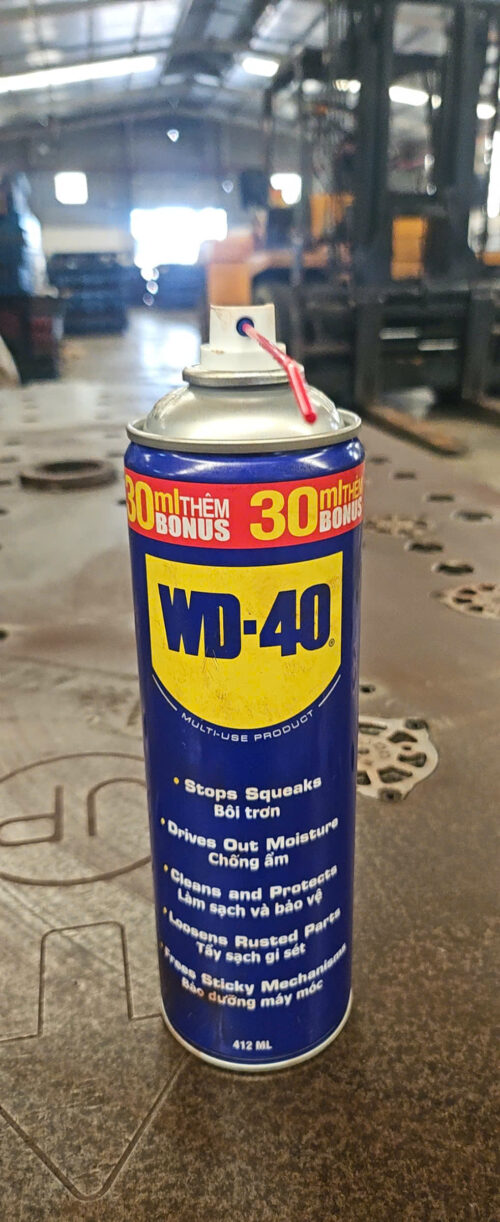 30ml THÊM BONUS 30ml THÊM BONUS
WD-40®
MULTI-USE PRODUCT
• Stops Squeaks
Bôi trơn
• Drives Out Moisture
Chống ẩm
• Cleans and Protects
Làm sạch và bảo vệ
• Loosens Rusted Parts
Tẩy sạch gỉ sét
• Frees Sticky Mechanisms
Bảo dưỡng máy móc
412 ML